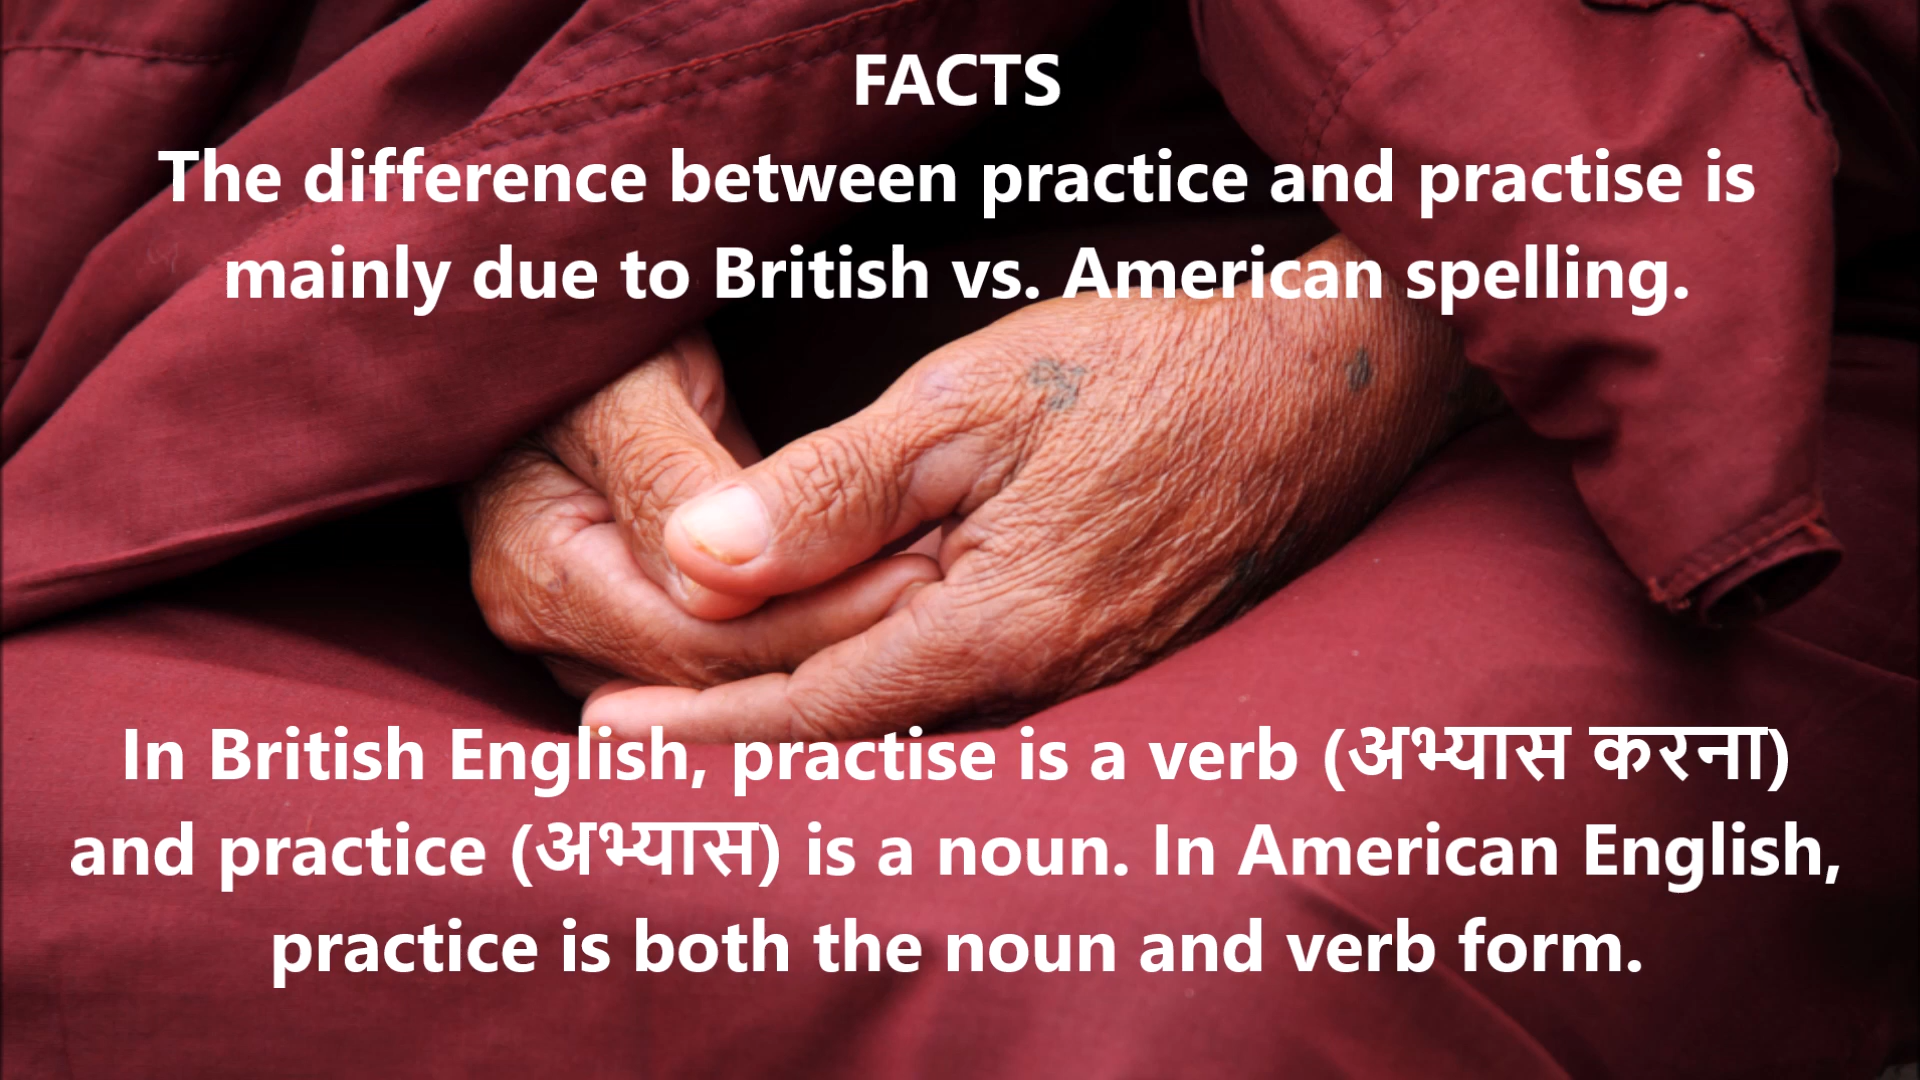 FACTS
The difference between practice and practise is
mainly due to British vs. American spelling.
In British English, practise is a verb (अभ्यास करना)
and practice (अभ्यास) is a noun. In American English,
practice is both the noun and verb form.